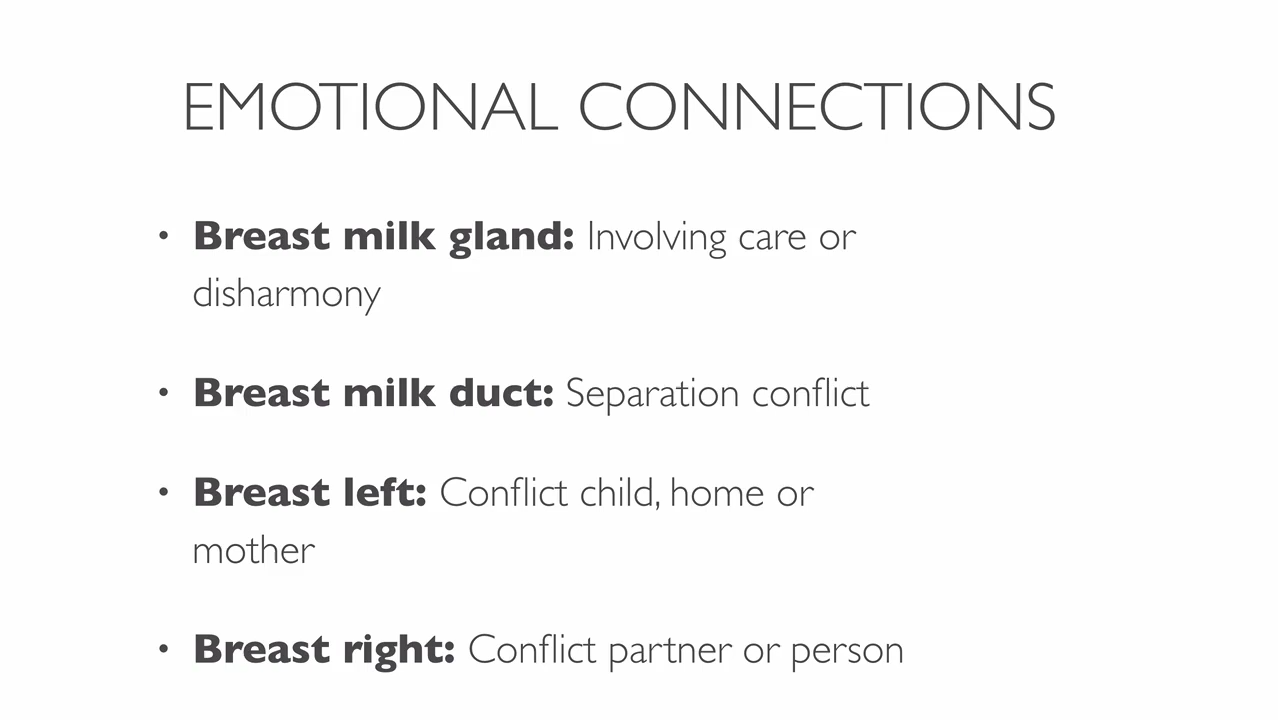 EMOTIONAL CONNECTIONS
• Breast milk gland: Involving care or
disharmony
• Breast milk duct: Separation conflict
• Breast left: Conflict child, home or
mother
• Breast right: Conflict partner or person